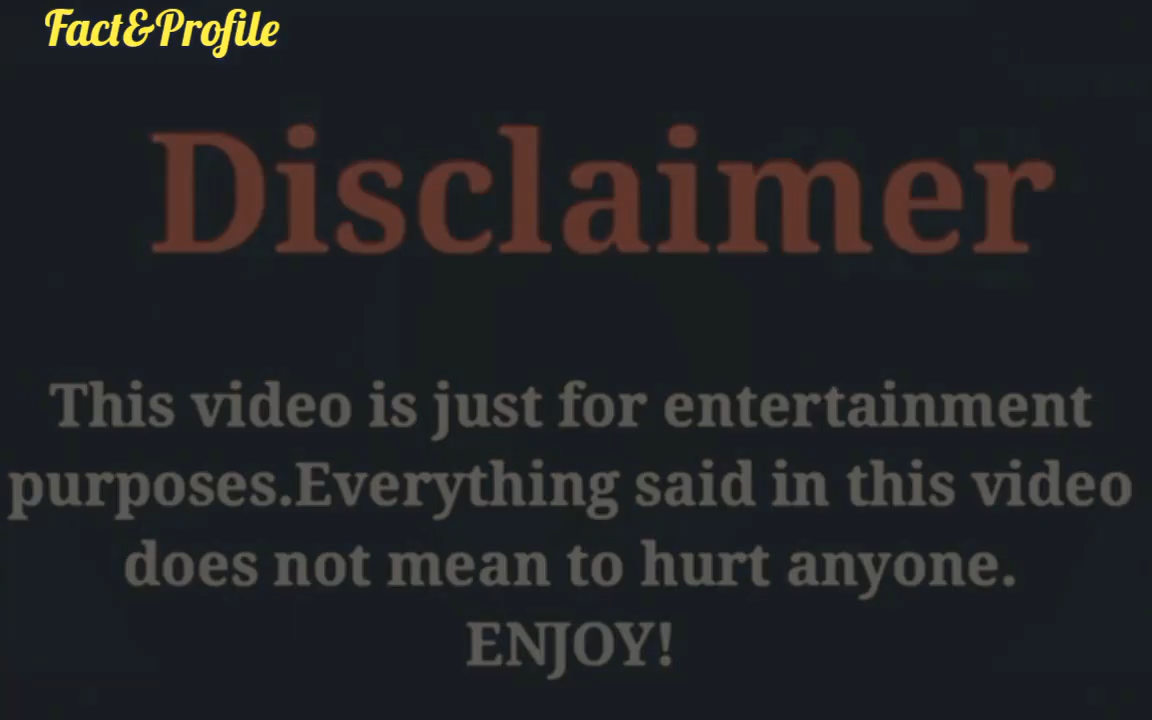 Fact&Profile
Disclaimer
This video is just for entertainment
purposes.Everything said in this video
does not mean to hurt anyone.
ENJOY!